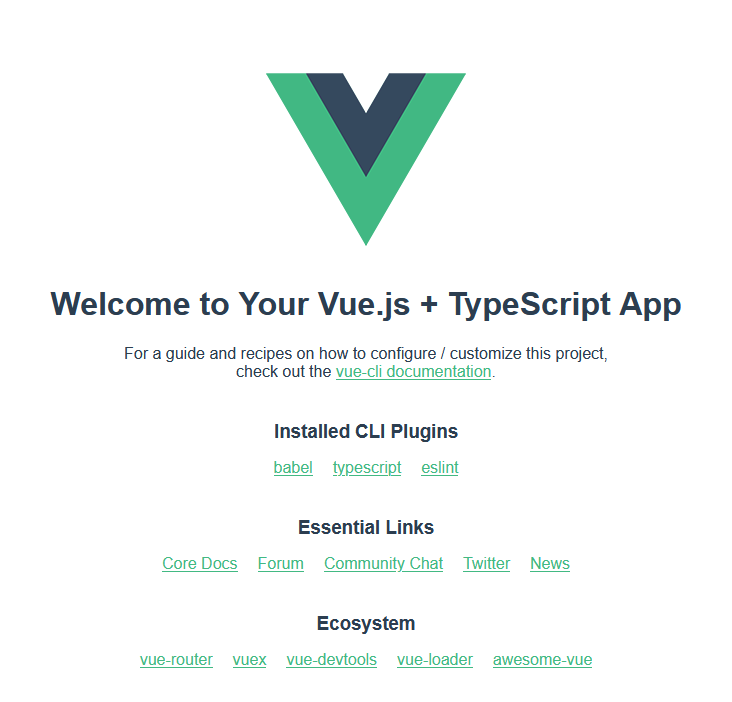 Welcome to Your Vue.js + TypeScript App
For a guide and recipes on how to configure / customize this project,
check out the vue-cli documentation.
Installed CLI Plugins
babel typescript eslint
Essential Links
Core Docs Forum Community Chat Twitter News
Ecosystem
vue-router vuex vue-devtools vue-loader awesome-vue